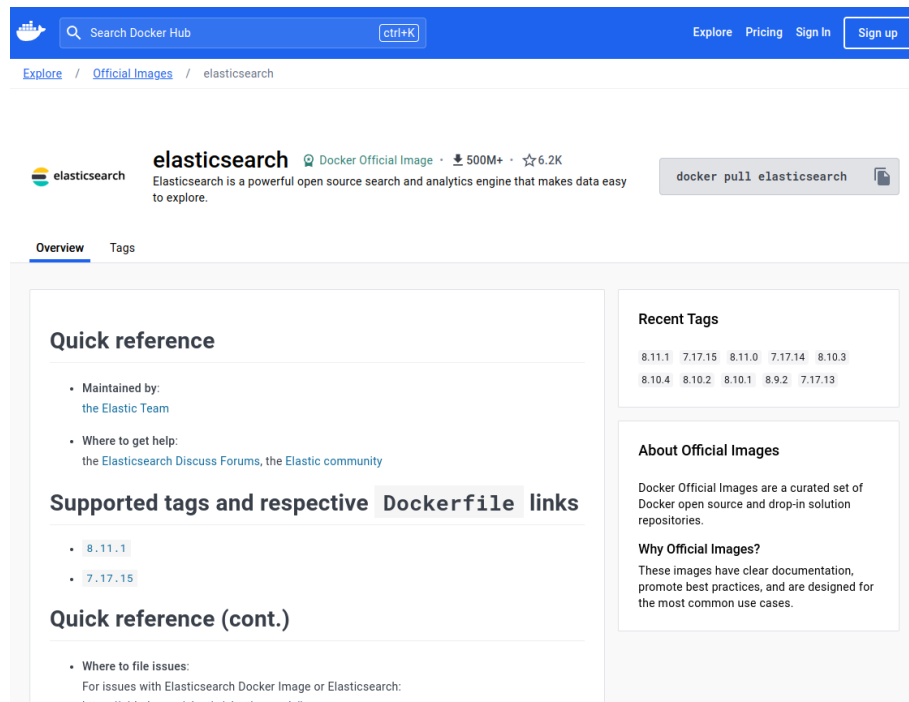 Search Docker Hub
ctrl+K
Explore
Pricing
Sign In
Sign up
Explore / Official Images / elasticsearch
elasticsearch
elasticsearch
Docker Official Image · 500M+ · 6.2K
Elasticsearch is a powerful open source search and analytics engine that makes data easy
to explore.
docker pull elasticsearch
Overview
Tags
Quick reference
• Maintained by:
the Elastic Team
• Where to get help:
the Elasticsearch Discuss Forums, the Elastic community
Supported tags and respective Dockerfile links
• 8.11.1
• 7.17.15
Quick reference (cont.)
• Where to file issues:
For issues with Elasticsearch Docker Image or Elasticsearch:
Recent Tags
8.11.1 7.17.15 8.11.0 7.17.14 8.10.3
8.10.4 8.10.2 8.10.1 8.9.2 7.17.13
About Official Images
Docker Official Images are a curated set of
Docker open source and drop-in solution
repositories.
Why Official Images?
These images have clear documentation,
promote best practices, and are designed for
the most common use cases.